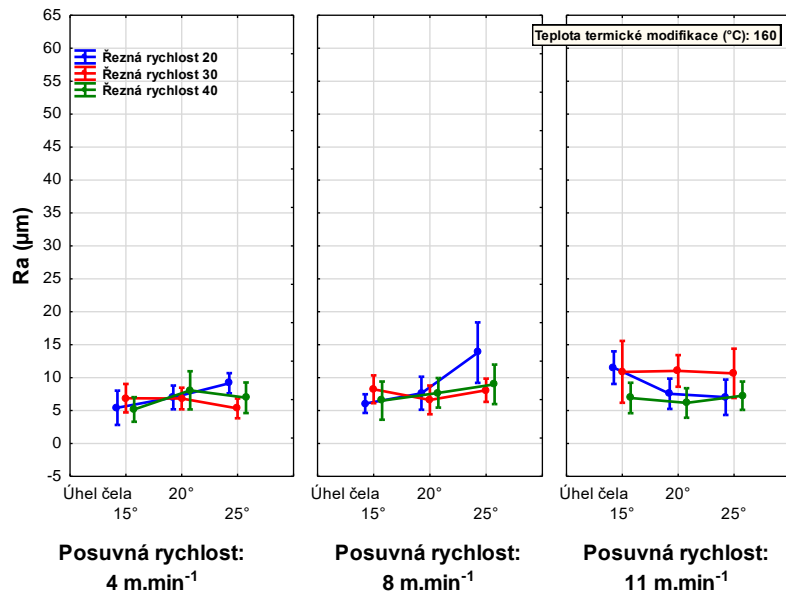 65
60
55
50
45
40
35
30
25
20
15
10
5
0
-5
Ra (µm)
Řezná rychlost 20
Řezná rychlost 30
Řezná rychlost 40
Teplota termické modifikace (°C): 160
Úhel čela 20°
15° 25°
Úhel čela 20°
15° 25°
Úhel čela 20°
15° 25°
Posuvná rychlost:
4 m.min⁻¹
Posuvná rychlost:
8 m.min⁻¹
Posuvná rychlost:
11 m.min⁻¹